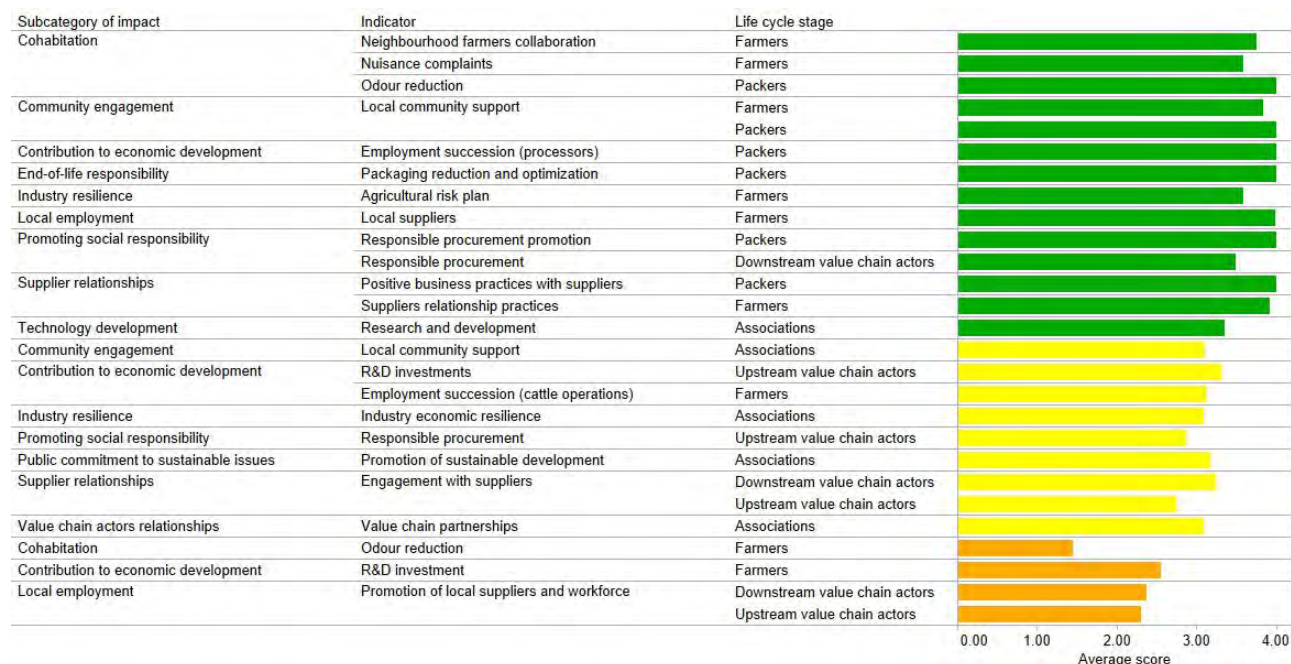 Subcategory of impact Indicator Life cycle stage
Cohabitation Neighbourhood farmers collaboration Farmers
Nuisance complaints Farmers
Odour reduction Packers
Community engagement Local community support Farmers
Packers
Contribution to economic development Employment succession (processors) Packers
End-of-life responsibility Packaging reduction and optimization Packers
Industry resilience Agricultural risk plan Farmers
Local employment Local suppliers Farmers
Promoting social responsibility Responsible procurement promotion Packers
Responsible procurement Downstream value chain actors
Supplier relationships Positive business practices with suppliers Packers
Suppliers relationship practices Farmers
Technology development Research and development Associations
Community engagement Local community support Associations
Contribution to economic development R&D investments Upstream value chain actors
Employment succession (cattle operations) Farmers
Industry resilience Industry economic resilience Associations
Promoting social responsibility Responsible procurement Upstream value chain actors
Public commitment to sustainable issues Promotion of sustainable development Associations
Supplier relationships Engagement with suppliers Downstream value chain actors
Upstream value chain actors
Value chain actors relationships Value chain partnerships Associations
Cohabitation Odour reduction Farmers
Contribution to economic development R&D investment Farmers
Local employment Promotion of local suppliers and workforce Downstream value chain actors
Upstream value chain actors
0.00 1.00 2.00 3.00 4.00
Average score